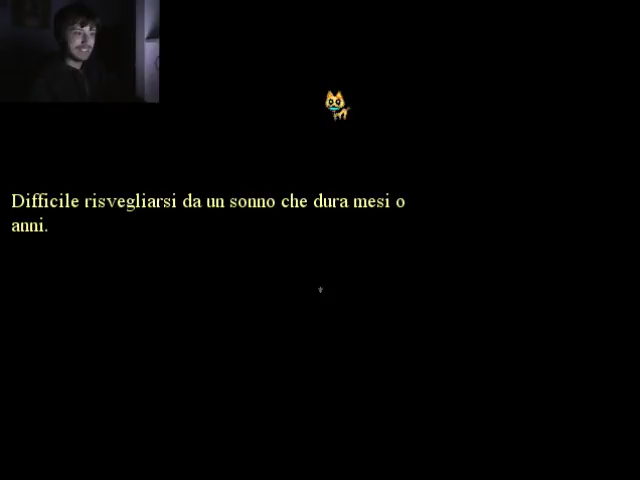 Difficile risvegliarsi da un sonno che dura mesi o
anni.